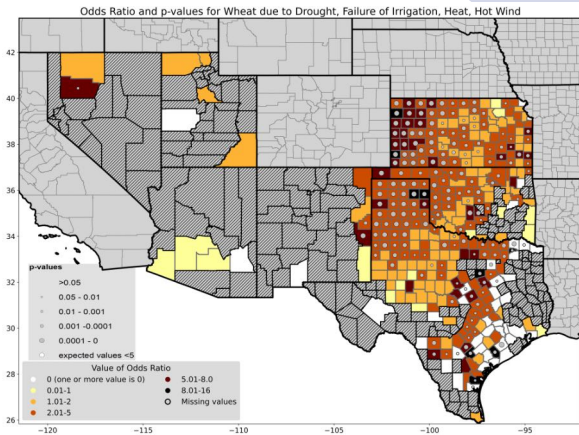 Odds Ratio and p-values for Wheat due to Drought, Failure of Irrigation, Heat, Hot Wind
42
40
38
36
34
32
30
28
26
p-values
>0.05
0.05 - 0.01
0.01 - 0.001
0.001 -0.0001
0.0001 - 0
expected values <5
Value of Odds Ratio
0 (one or more value is 0)
0.01-1
1.01-2
2.01-5
5.01-8.0
8.01-16
Missing values
−120
−115
−110
−105
−100
−95